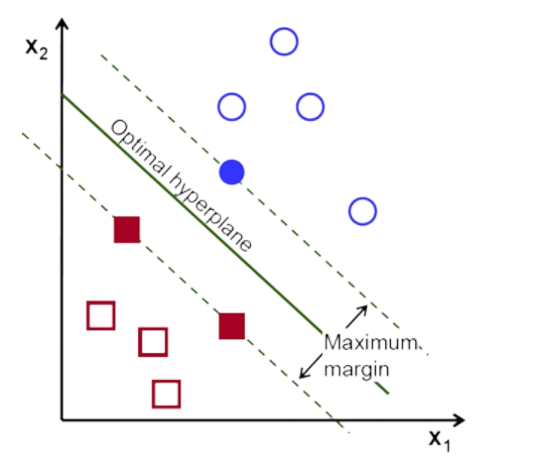 x₂
Optimal hyperplane
Maximum
margin
x₁